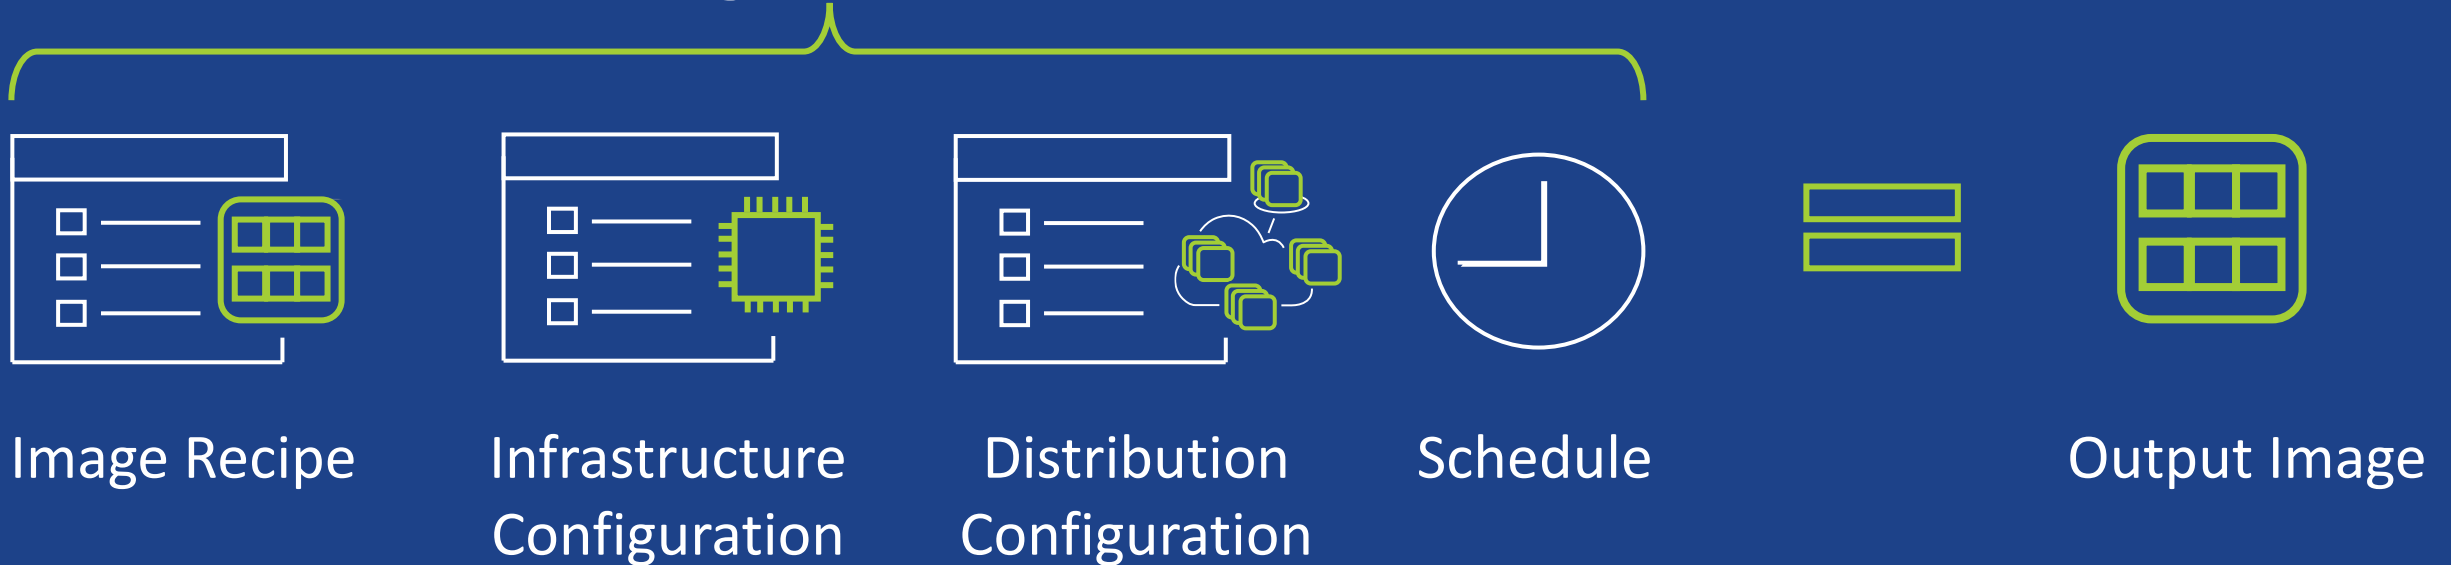 Image Recipe
Infrastructure
Configuration
Distribution
Configuration
Schedule
Output Image